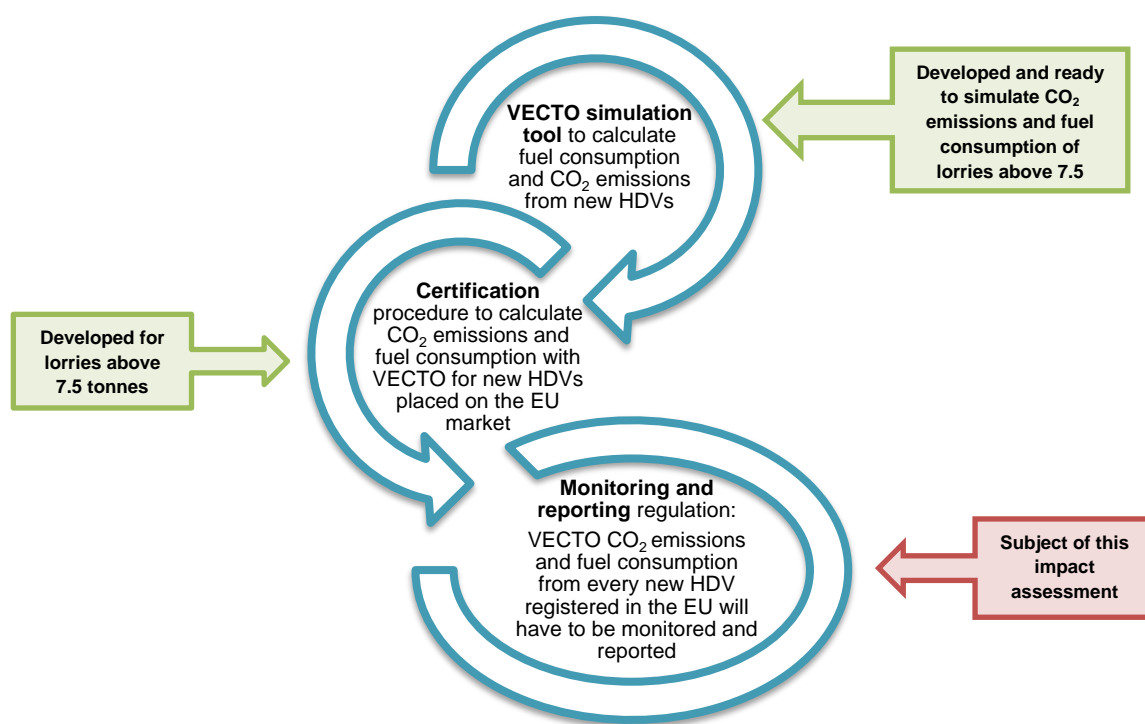 VECTO simulation
tool to calculate
fuel consumption
and CO₂ emissions
from new HDVs
Developed and ready
to simulate CO₂
emissions and fuel
consumption of
lorries above 7.5
Certification
procedure to calculate
CO₂ emissions and
fuel consumption with
VECTO for new HDVs
placed on the EU
market
Developed for
lorries above
7.5 tonnes
Monitoring and
reporting regulation:
VECTO CO₂ emissions
and fuel consumption
from every new HDV
registered in the EU will
have to be monitored and
reported
Subject of this
impact
assessment